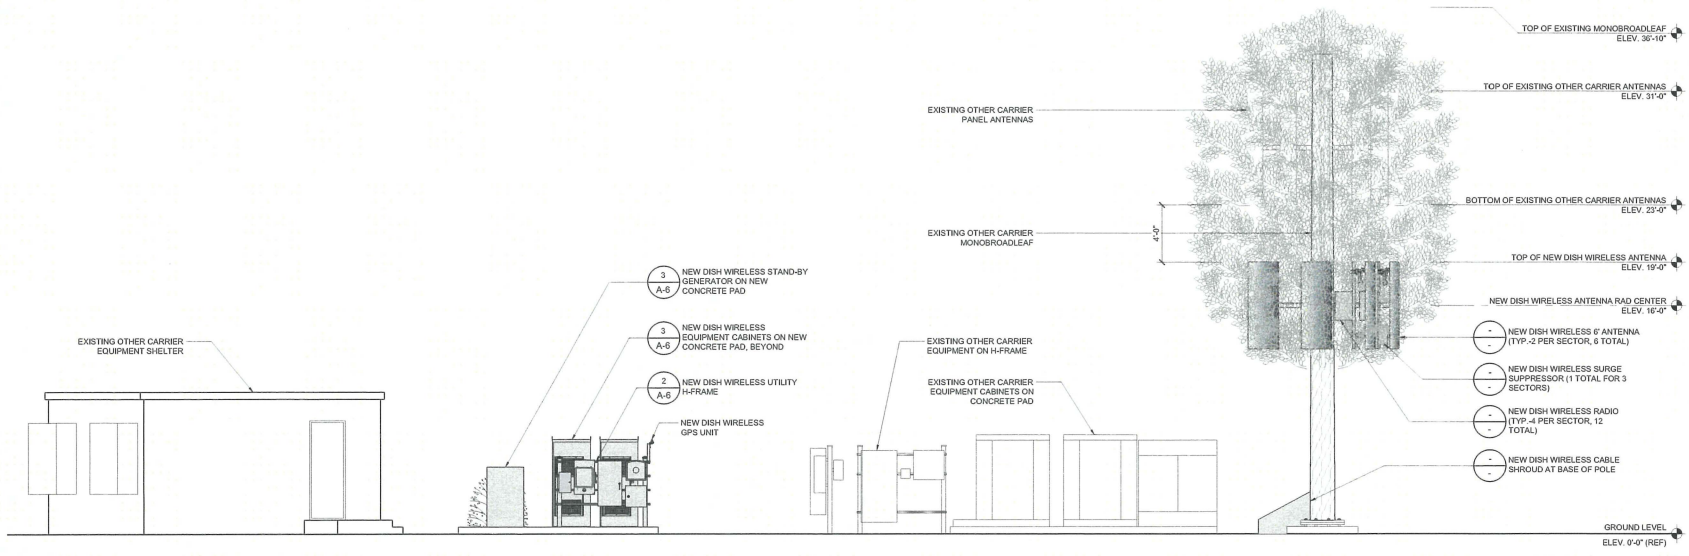 TOP OF EXISTING MONOBROADLEAF
ELEV. 36'-10"
TOP OF EXISTING OTHER CARRIER ANTENNAS
ELEV. 31'-0"
EXISTING OTHER CARRIER
PANEL ANTENNAS
BOTTOM OF EXISTING OTHER CARRIER ANTENNAS
ELEV. 23'-0"
EXISTING OTHER CARRIER
MONOBROADLEAF
4'-0"
TOP OF NEW DISH WIRELESS ANTENNA
ELEV. 19'-0"
3
A-6
NEW DISH WIRELESS STAND-BY
GENERATOR ON NEW
CONCRETE PAD
NEW DISH WIRELESS ANTENNA RAD CENTER
ELEV. 16'-0"
3
A-6
NEW DISH WIRELESS
EQUIPMENT CABINETS ON NEW
CONCRETE PAD, BEYOND
-
-
NEW DISH WIRELESS 6' ANTENNA
(TYP.-2 PER SECTOR, 6 TOTAL)
EXISTING OTHER CARRIER
EQUIPMENT SHELTER
EXISTING OTHER CARRIER
EQUIPMENT ON H-FRAME
2
A-6
NEW DISH WIRELESS UTILITY
H-FRAME
EXISTING OTHER CARRIER
EQUIPMENT CABINETS ON
CONCRETE PAD
-
-
NEW DISH WIRELESS SURGE
SUPPRESSOR (1 TOTAL FOR 3
SECTORS)
NEW DISH WIRELESS
GPS UNIT
-
-
NEW DISH WIRELESS RADIO
(TYP.-4 PER SECTOR, 12
TOTAL)
-
-
NEW DISH WIRELESS CABLE
SHROUD AT BASE OF POLE
GROUND LEVEL
ELEV. 0'-0" (REF)